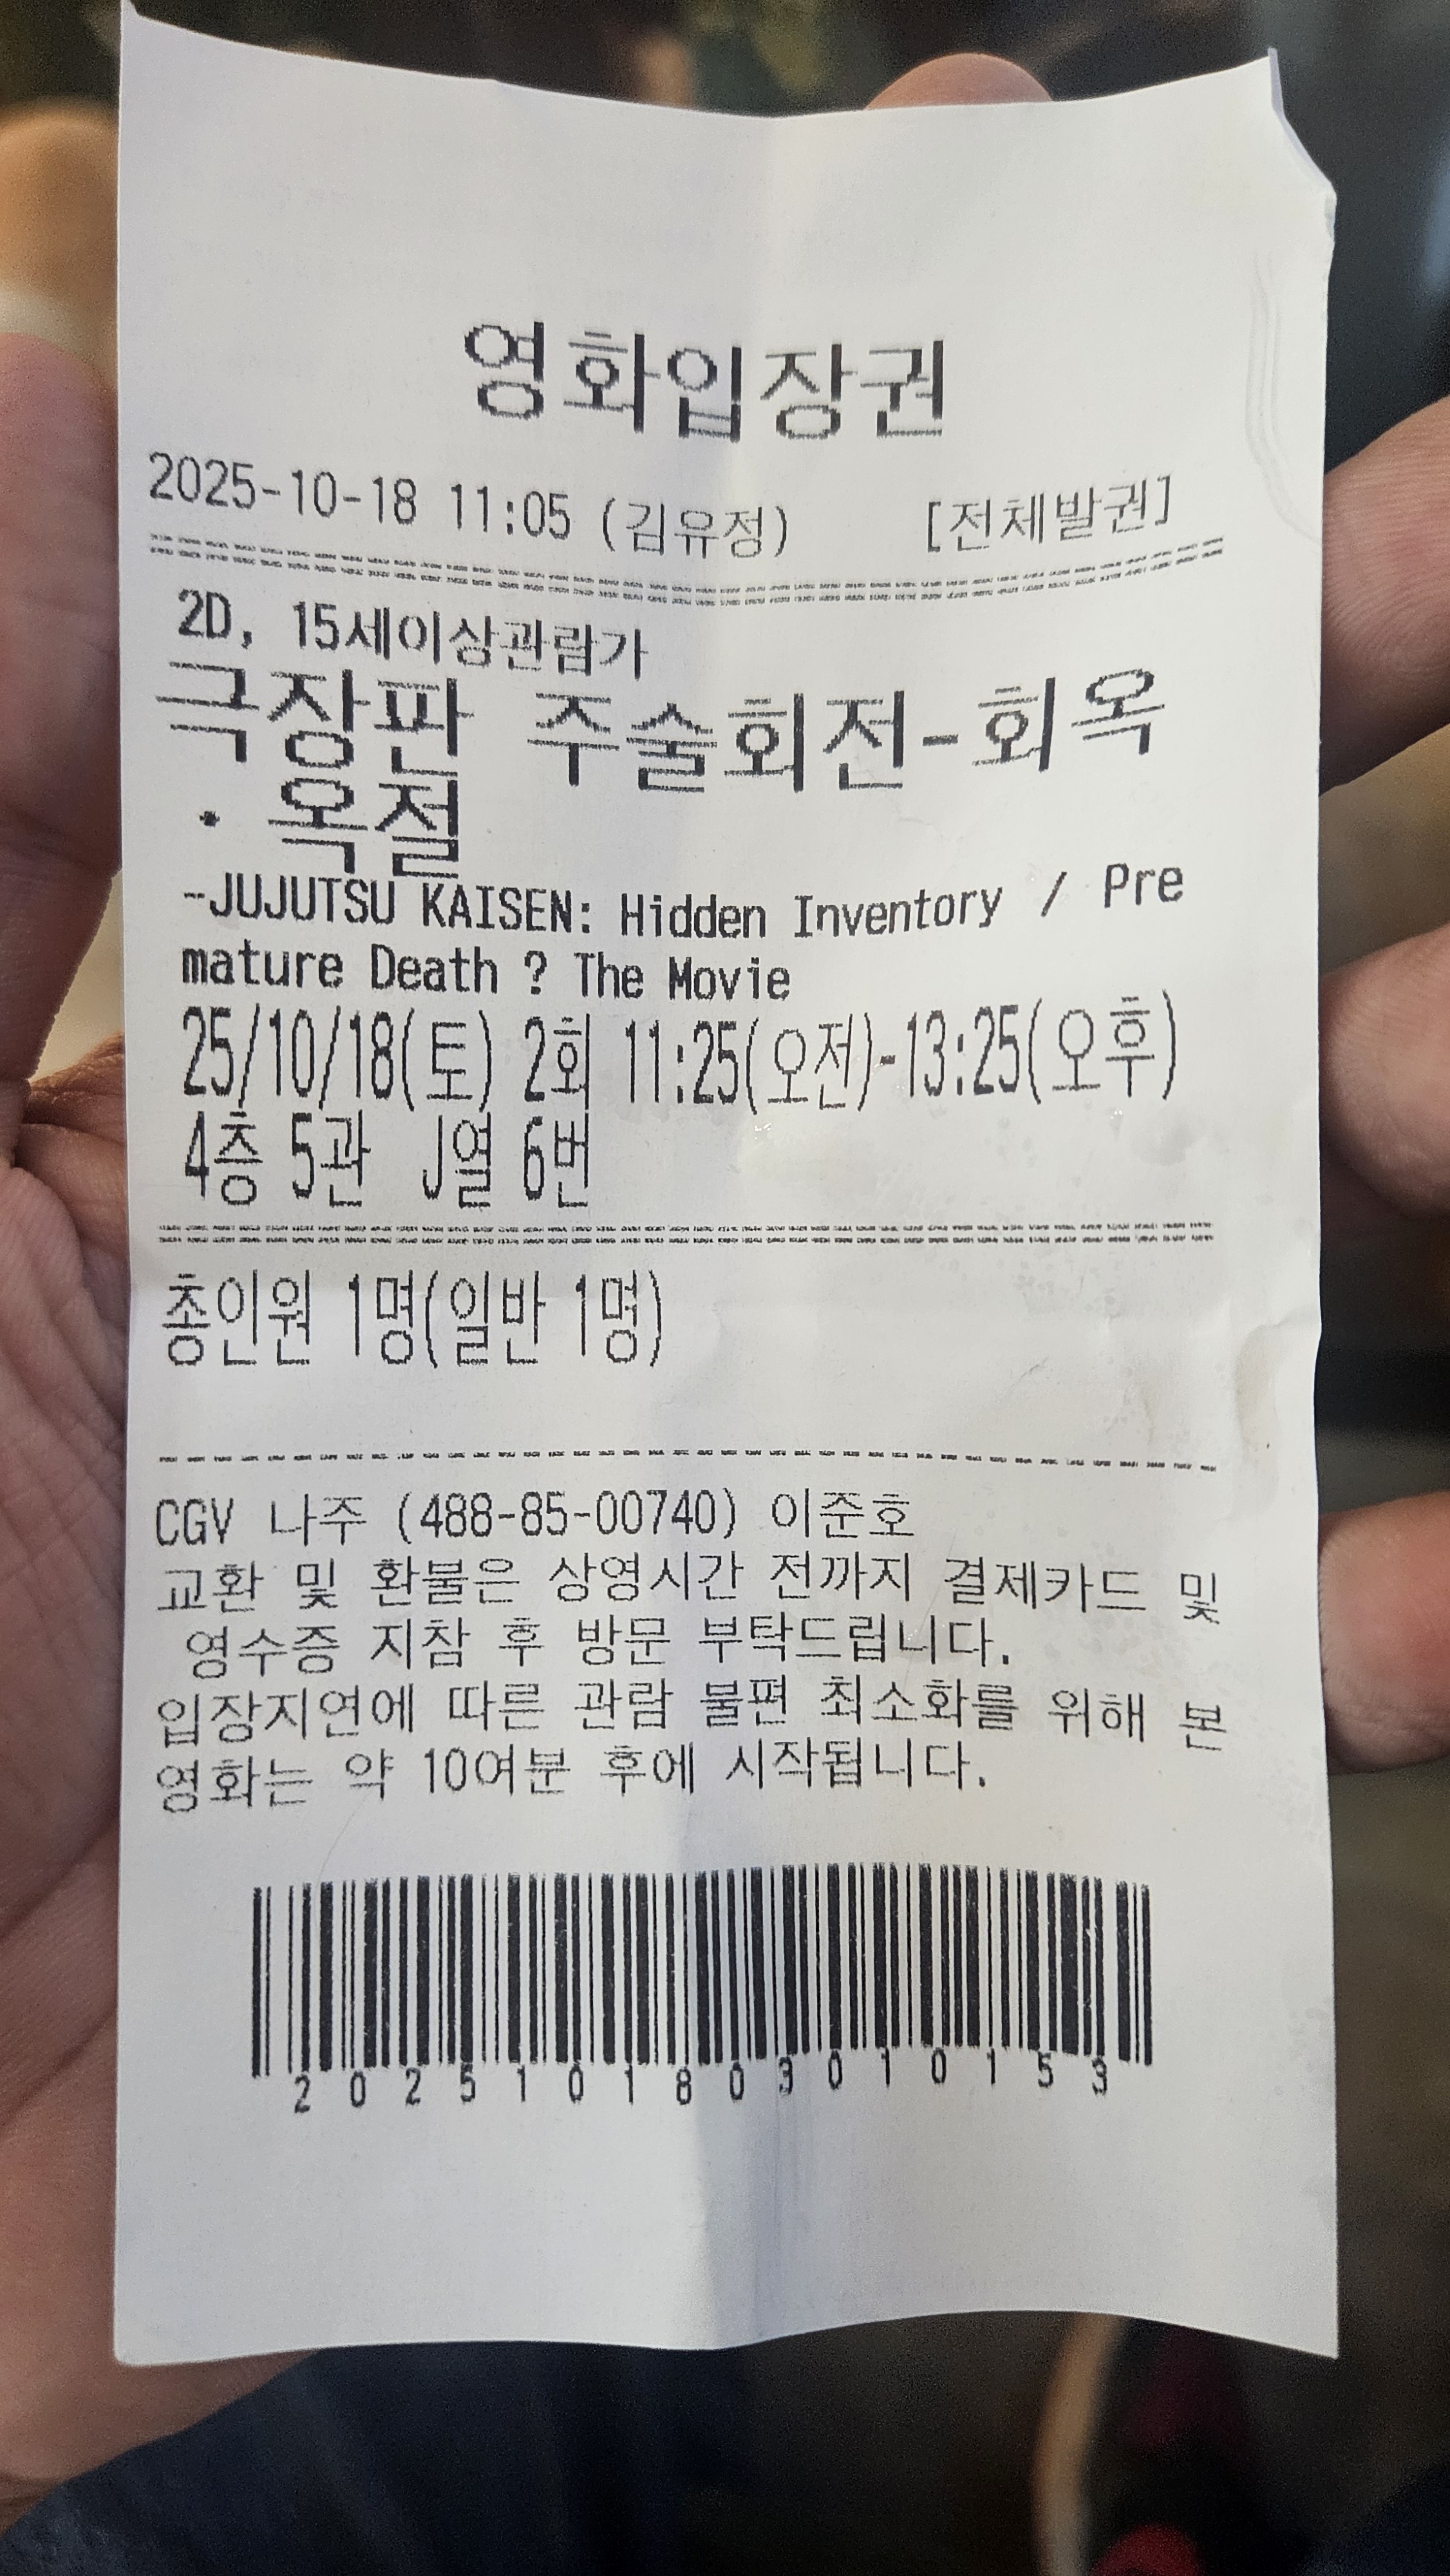 영화입장권
2025-10-18 11:05 (김유정) [전체발권]
2D, 15세이상관람가
극장판 주술회전-회옥
· 옥절
-JUJUTSU KAISEN: Hidden Inventory / Pre
mature Death ? The Movie
25/10/18(토) 2회 11:25(오전)-13:25(오후)
4층 5관 J열 6번
총인원 1명(일반 1명)
CGV 나주 (488-85-00740) 이준호
교환 및 환불은 상영시간 전까지 결제카드 및
영수증 지참 후 방문 부탁드립니다.
입장지연에 따른 관람 불편 최소화를 위해 본
영화는 약 10여분 후에 시작됩니다.
2025101803010153